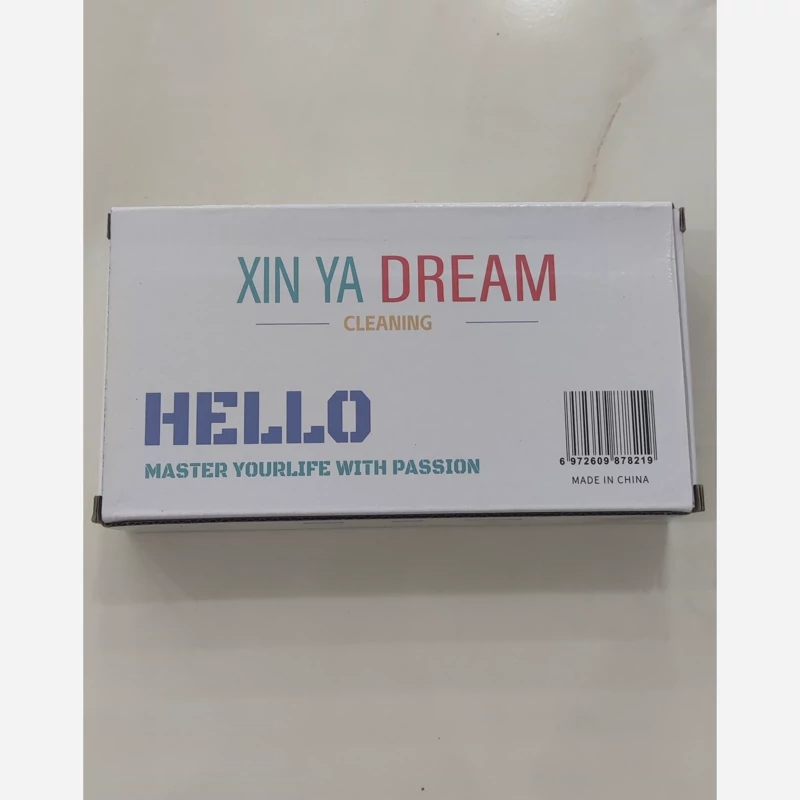 XIN YA DREAM
CLEANING
HELLO
MASTER YOURLIFE WITH PASSION
6 972609 878219
MADE IN CHINA